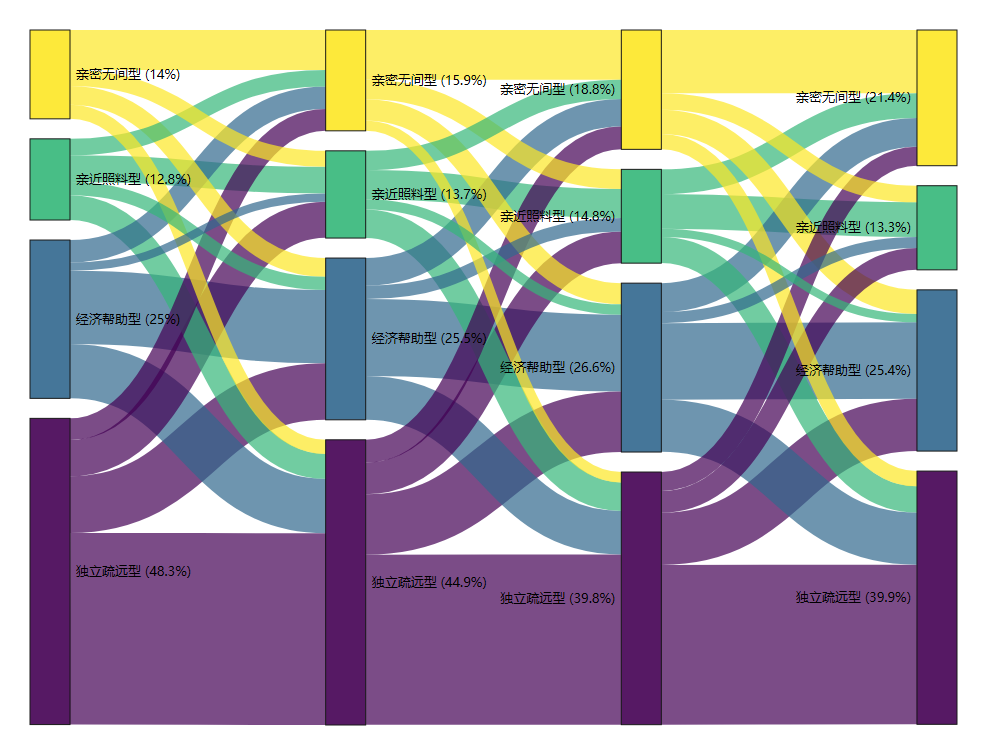 亲密无间型 (14%)
亲近照料型 (12.8%)
经济帮助型 (25%)
独立疏远型 (48.3%)
亲密无间型 (15.9%)
亲近照料型 (13.7%)
经济帮助型 (25.5%)
独立疏远型 (44.9%)
亲密无间型 (18.8%)
亲近照料型 (14.8%)
经济帮助型 (26.6%)
独立疏远型 (39.8%)
亲密无间型 (21.4%)
亲近照料型 (13.3%)
经济帮助型 (25.4%)
独立疏远型 (39.9%)